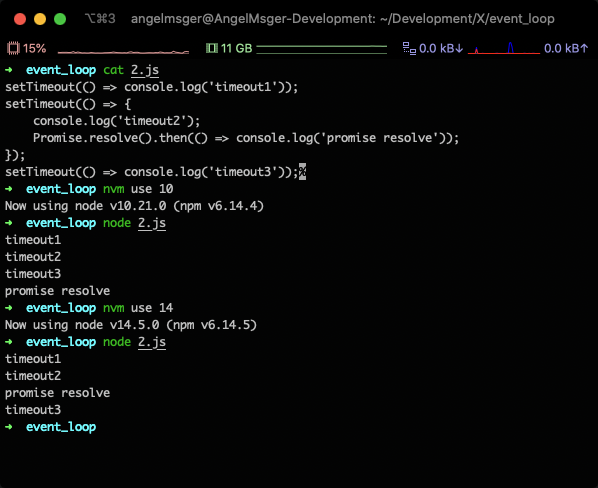 ⌥⌘3 angelmsger@AngelMsger-Development: ~/Development/X/event_loop
15% 11 GB 0.0 kB↓ 0.0 kB↑
➜ event_loop cat 2.js
setTimeout(() => console.log('timeout1'));
setTimeout(() => {
    console.log('timeout2');
    Promise.resolve().then(() => console.log('promise resolve'));
});
setTimeout(() => console.log('timeout3'));%
➜ event_loop nvm use 10
Now using node v10.21.0 (npm v6.14.4)
➜ event_loop node 2.js
timeout1
timeout2
timeout3
promise resolve
➜ event_loop nvm use 14
Now using node v14.5.0 (npm v6.14.5)
➜ event_loop node 2.js
timeout1
timeout2
promise resolve
timeout3
➜ event_loop